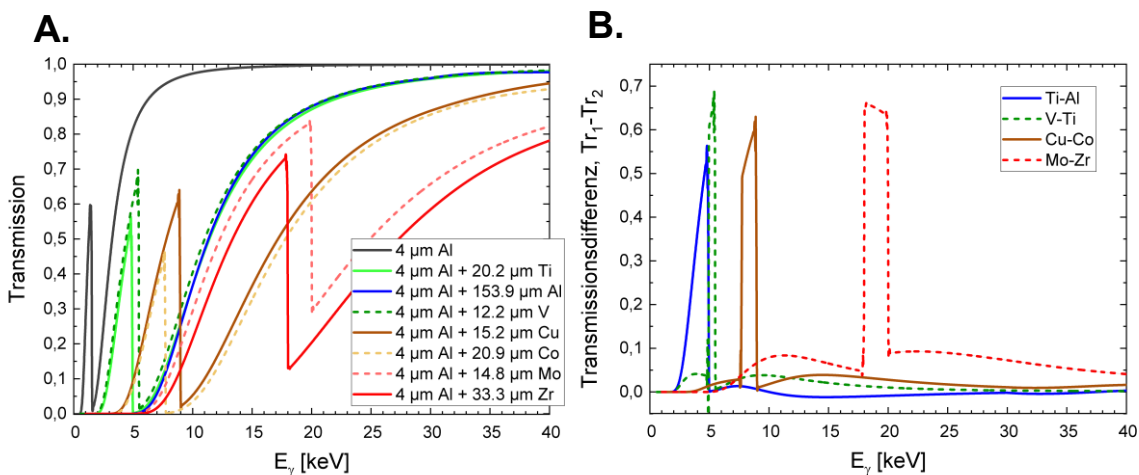 A.
1,0
0,9
0,8
0,7
0,6
0,5
0,4
0,3
0,2
0,1
0,0
Transmission
0 5 10 15 20 25 30 35 40
Eγ [keV]
4 µm Al
4 µm Al + 20.2 µm Ti
4 µm Al + 153.9 µm Al
4 µm Al + 12.2 µm V
4 µm Al + 15.2 µm Cu
4 µm Al + 20.9 µm Co
4 µm Al + 14.8 µm Mo
4 µm Al + 33.3 µm Zr
B.
0,7
0,6
0,5
0,4
0,3
0,2
0,1
0,0
Transmissionsdifferenz, Tr₁-Tr₂
0 5 10 15 20 25 30 35 40
Eγ [keV]
Ti-Al
V-Ti
Cu-Co
Mo-Zr